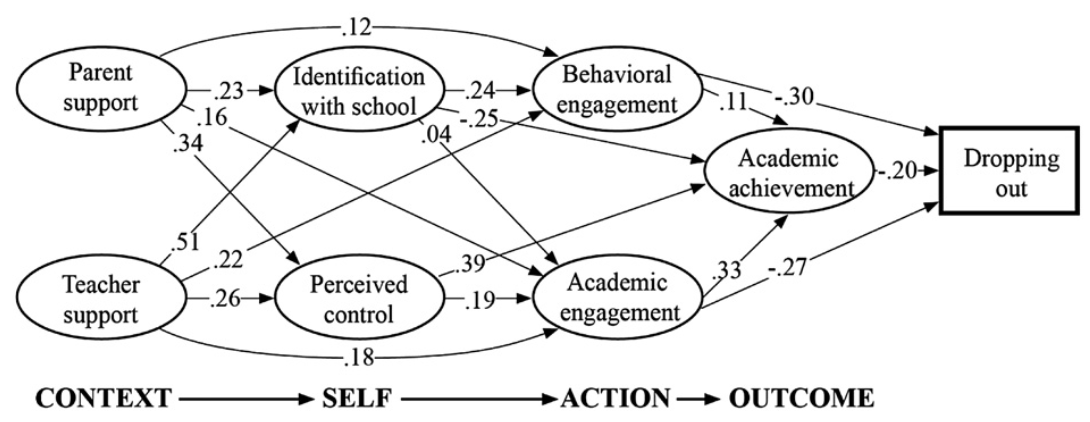 .12
Parent
support
.23
Identification
with school
.24
Behavioral
engagement
-.30
.11
.16
-.25
.04
.34
Academic
achievement
-.20
Dropping
out
.51
.22
.39
.33
-.27
Teacher
support
.26
Perceived
control
.19
Academic
engagement
.18
CONTEXT SELF ACTION OUTCOME